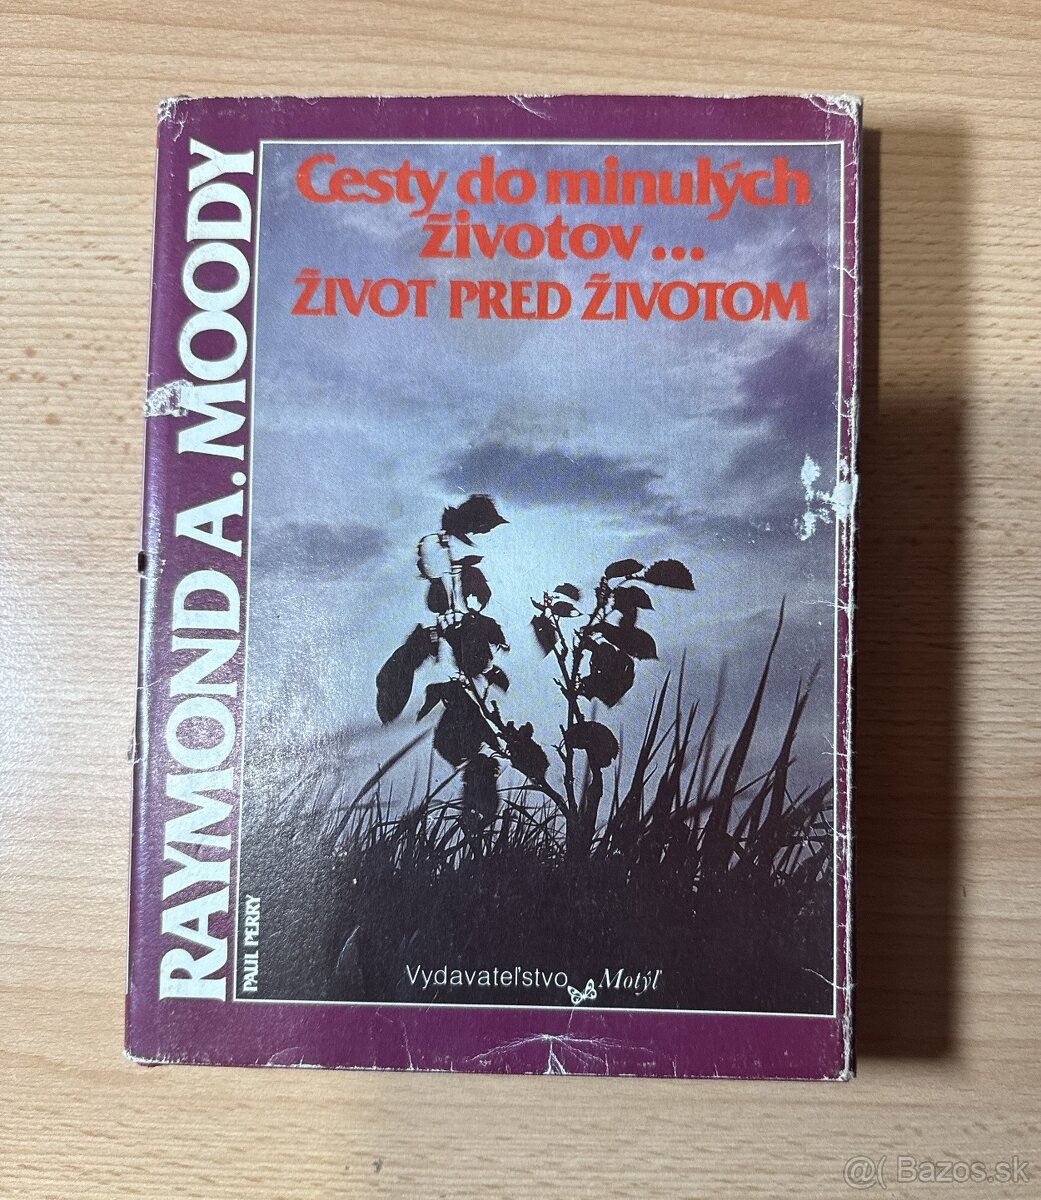 Cesty do minulých
životov...
ŽIVOT PRED ŽIVOTOM
RAYMOND A. MOODY
PAUL PERRY
Vydavateľstvo Motýľ
@( Bazos.sk